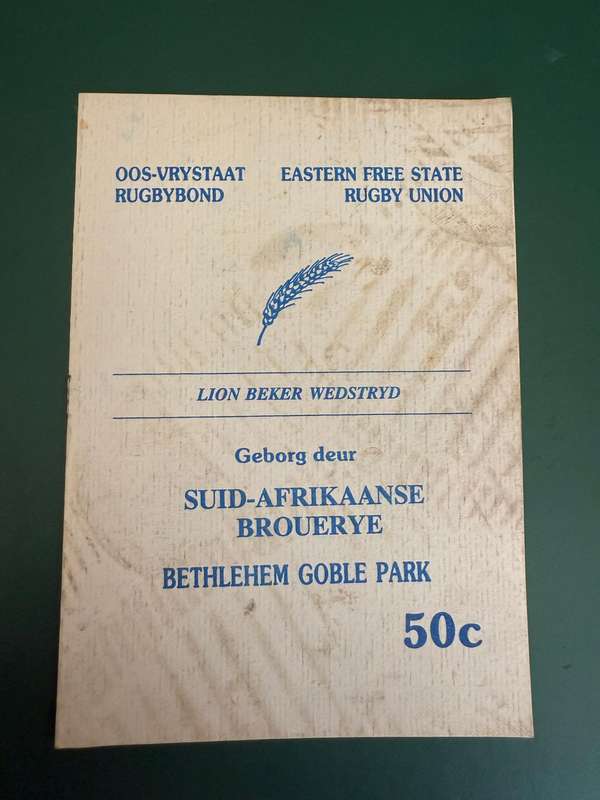 OOS-VRYSTAAT EASTERN FREE STATE
RUGBYBOND RUGBY UNION
LION BEKER WEDSTRYD
Geborg deur
SUID-AFRIKAANSE
BROUERYE
BETHLEHEM GOBLE PARK
50c